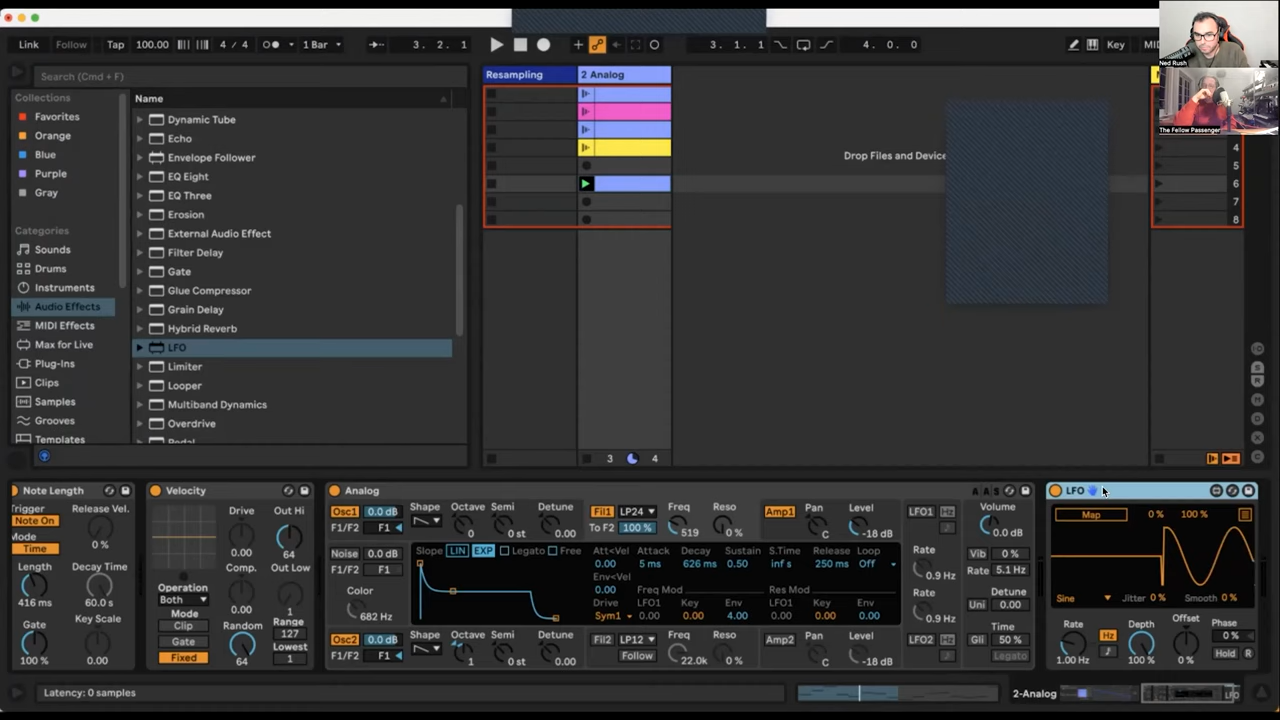 Link Follow Tap 100.00 4 / 4 1 Bar 3. 2. 1 3. 1. 1 4. 0. 0 Key MIDI
Ned Rush
The Fellow Passenger
Search (Cmd + F)
Collections
Favorites
Orange
Blue
Purple
Gray
Categories
Sounds
Drums
Instruments
Audio Effects
MIDI Effects
Max for Live
Plug-Ins
Clips
Samples
Grooves
Templates
Name
Dynamic Tube
Echo
Envelope Follower
EQ Eight
EQ Three
Erosion
External Audio Effect
Filter Delay
Gate
Glue Compressor
Grain Delay
Hybrid Reverb
LFO
Limiter
Looper
Multiband Dynamics
Overdrive
Pedal
Resampling
2 Analog
Drop Files and Device
4
5
6
7
8
3 4
Note Length
Trigger
Note On
Mode
Time
Length
416 ms
Gate
100 %
Release Vel.
0 %
Decay Time
60.0 s
Key Scale
0.00
Velocity
Operation
Both
Mode
Clip
Gate
Fixed
Drive
0.00
Comp.
0.00
Random
64
Out Hi
64
Out Low
1
Range
127
Lowest
1
Analog
Osc1 0.0 dB Shape Octave Semi Detune Fil1 LP24 Freq Reso Amp1 Pan Level LFO1 Hz
F1/F2 F1 0 0 st 0.00 To F2 100 % 519 0% C -18 dB
Noise 0.0 dB
F1
Color
682 Hz
Slope LIN EXP Legato Free Att<Vel Attack Decay Sustain S.Time Release Loop
0.00 5 ms 626 ms 0.50 inf s 250 ms Off
Env<Vel
0.00 Freq Mod Res Mod
Drive LFO1 Key Env LFO1 Key Env
Sym1 0.00 0.00 4.00 0.00 0.00 0.00
Rate
0.9 Hz
Rate
0.9 Hz
Osc2 0.0 dB Shape Octave Semi Detune Fil2 LP12 Freq Reso Amp2 Pan Level LFO2 Hz
F1/F2 F1 1 0 st 0.00 Follow 22.0k 0% C -18 dB
A A S
Volume
0.0 dB
Vib 0 %
Rate 5.1 Hz
Detune
Uni 0.00
Time
Gli 50 %
Legato
LFO
Map 0 % 100 %
Sine Jitter 0% Smooth 0%
Rate Hz Depth Offset Phase
0 %
1.00 Hz 100 % 0 % Hold R
Latency: 0 samples
2-Analog
LFO